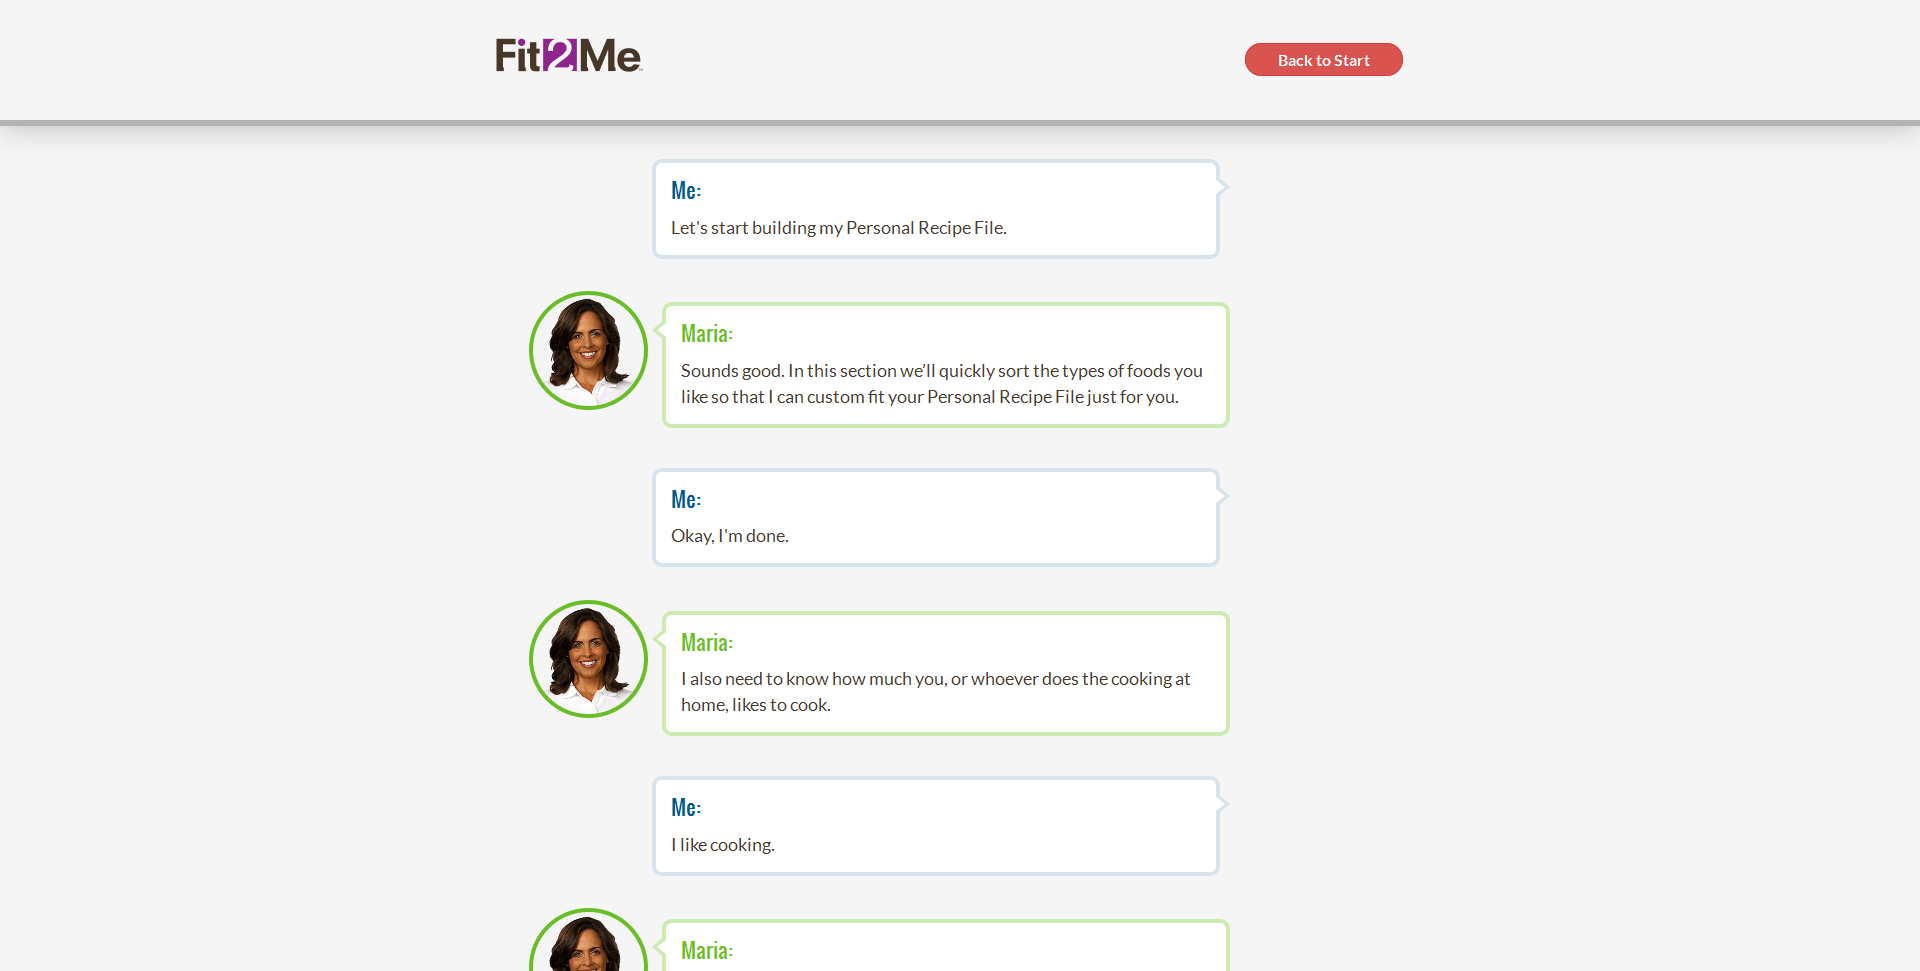 Fit2Me
Back to Start
Me:
Let's start building my Personal Recipe File.
Maria:
Sounds good. In this section we’ll quickly sort the types of foods you
like so that I can custom fit your Personal Recipe File just for you.
Me:
Okay, I'm done.
Maria:
I also need to know how much you, or whoever does the cooking at
home, likes to cook.
Me:
I like cooking.
Maria: